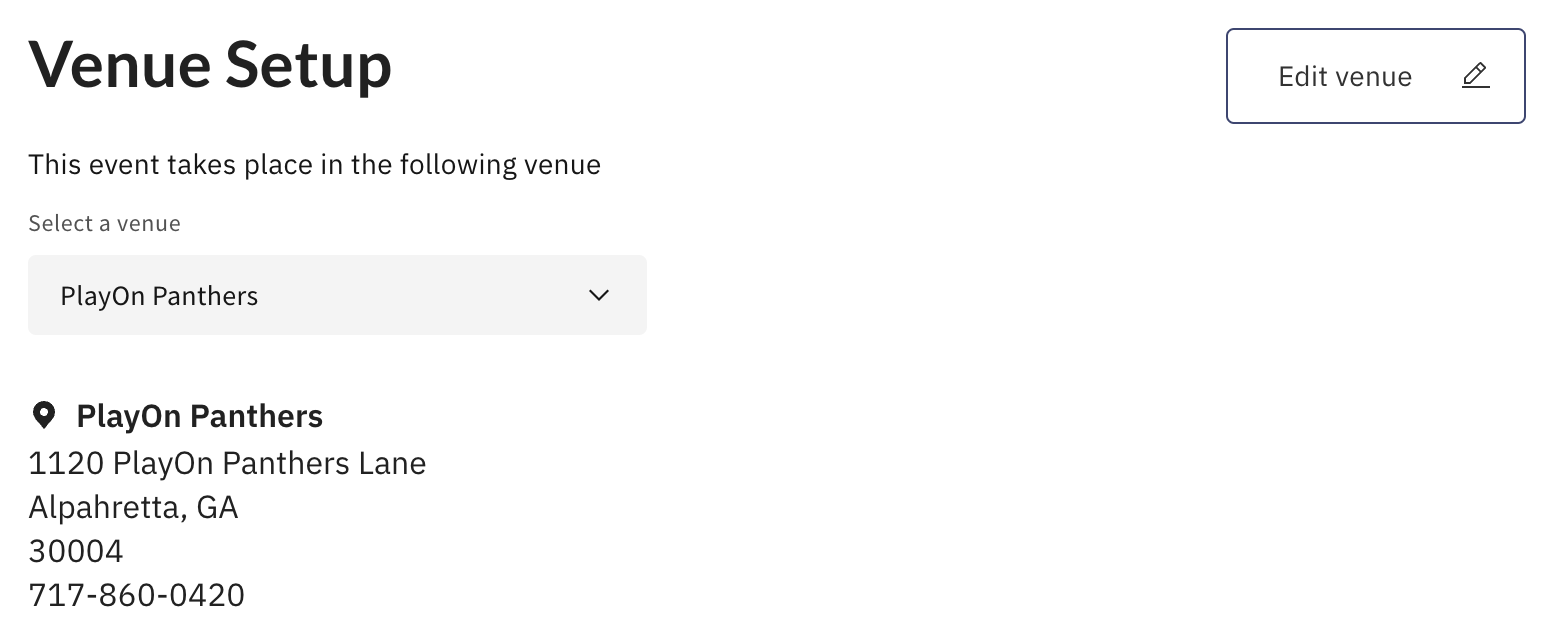 Venue Setup
Edit venue
This event takes place in the following venue
Select a venue
PlayOn Panthers
PlayOn Panthers
1120 PlayOn Panthers Lane
Alpahretta, GA
30004
717-860-0420